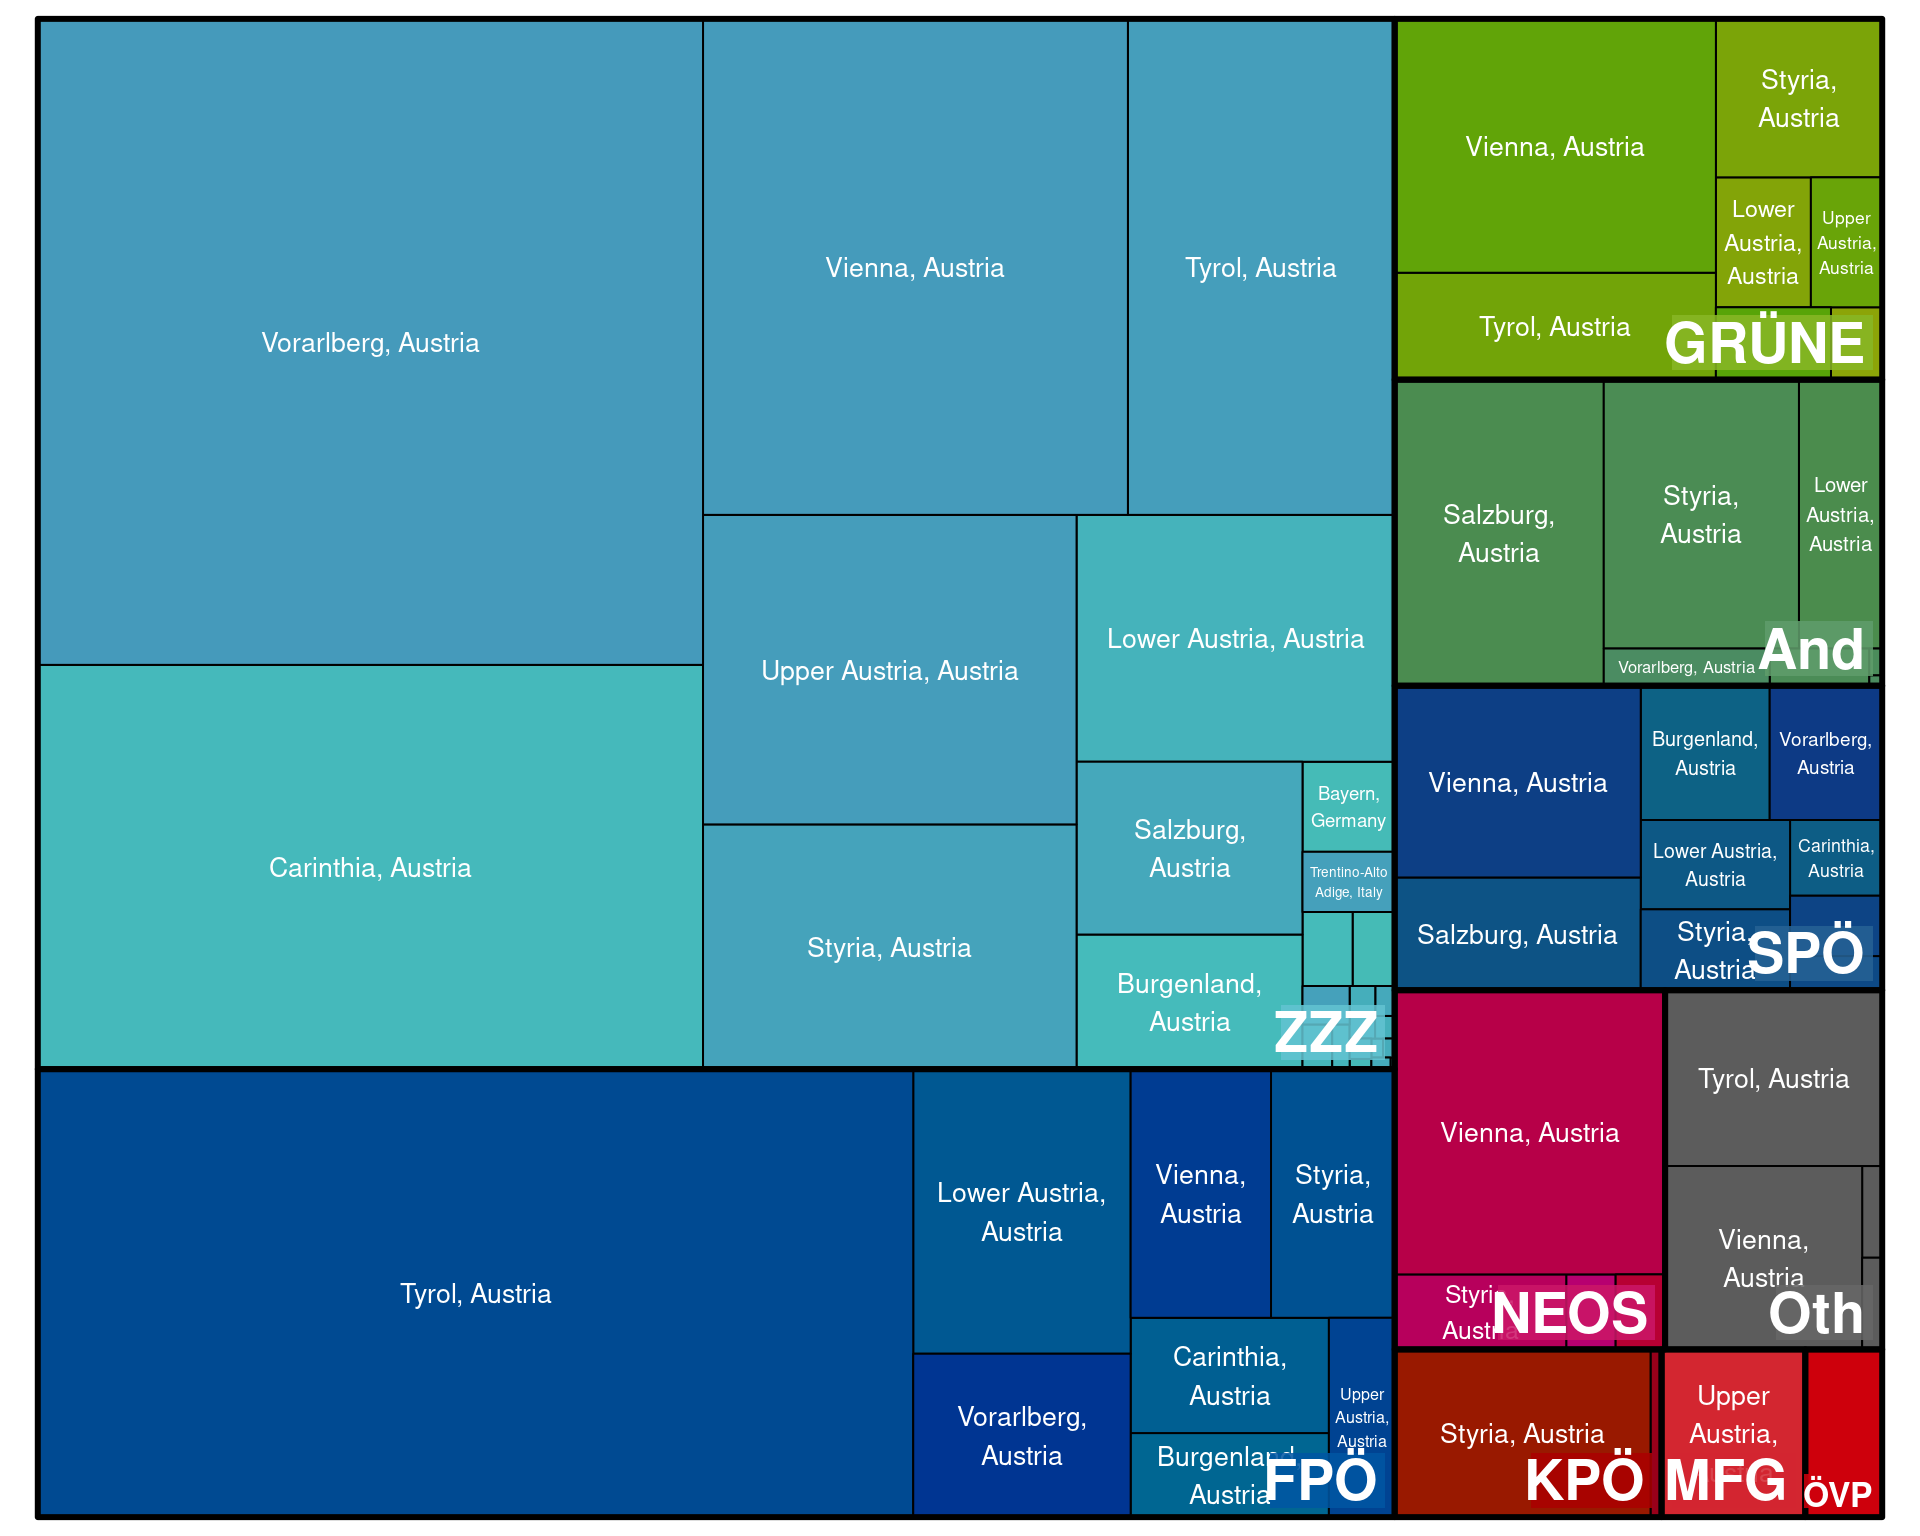 Vorarlberg, Austria
Vienna, Austria
Tyrol, Austria
Upper Austria, Austria
Lower Austria, Austria
Carinthia, Austria
Styria, Austria
Salzburg,
Austria
Bayern,
Germany
Trentino-Alto
Adige, Italy
Burgenland,
Austria
ZZZ
Tyrol, Austria
Lower Austria,
Austria
Vienna,
Austria
Styria,
Austria
Vorarlberg,
Austria
Carinthia,
Austria
Burgenland
Austria
Upper
Austria,
Austria
FPÖ
Vienna, Austria
Styria,
Austria
Lower
Austria,
Austria
Upper
Austria,
Austria
Tyrol, Austria
GRÜNE
Salzburg,
Austria
Styria,
Austria
Lower
Austria,
Austria
Vorarlberg, Austria
And
Vienna, Austria
Burgenland,
Austria
Vorarlberg,
Austria
Lower Austria,
Austria
Carinthia,
Austria
Salzburg, Austria
Styria,
Austria
SPÖ
Vienna, Austria
Styria
Austria
NEOS
Tyrol, Austria
Vienna,
Austria
Oth
Styria, Austria
KPÖ
Upper
Austria,
Austria
MFG
ÖVP